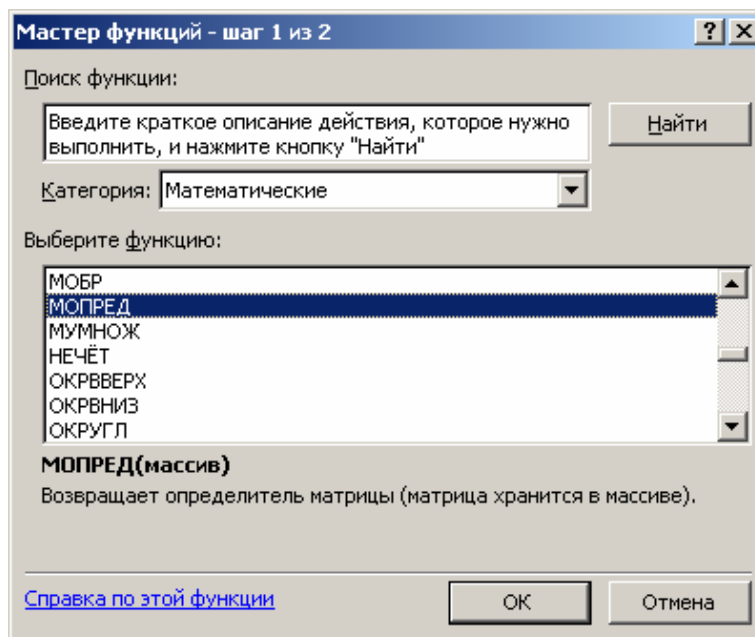 Мастер функций - шаг 1 из 2
Поиск функции:
Введите краткое описание действия, которое нужно
выполнить, и нажмите кнопку "Найти"
Найти
Категория: Математические
Выберите функцию:
МОБР
МОПРЕД
МУМНОЖ
НЕЧЁТ
ОКРВВЕРХ
ОКРВНИЗ
ОКРУГЛ
МОПРЕД(массив)
Возвращает определитель матрицы (матрица хранится в массиве).
Справка по этой функции
ОК
Отмена